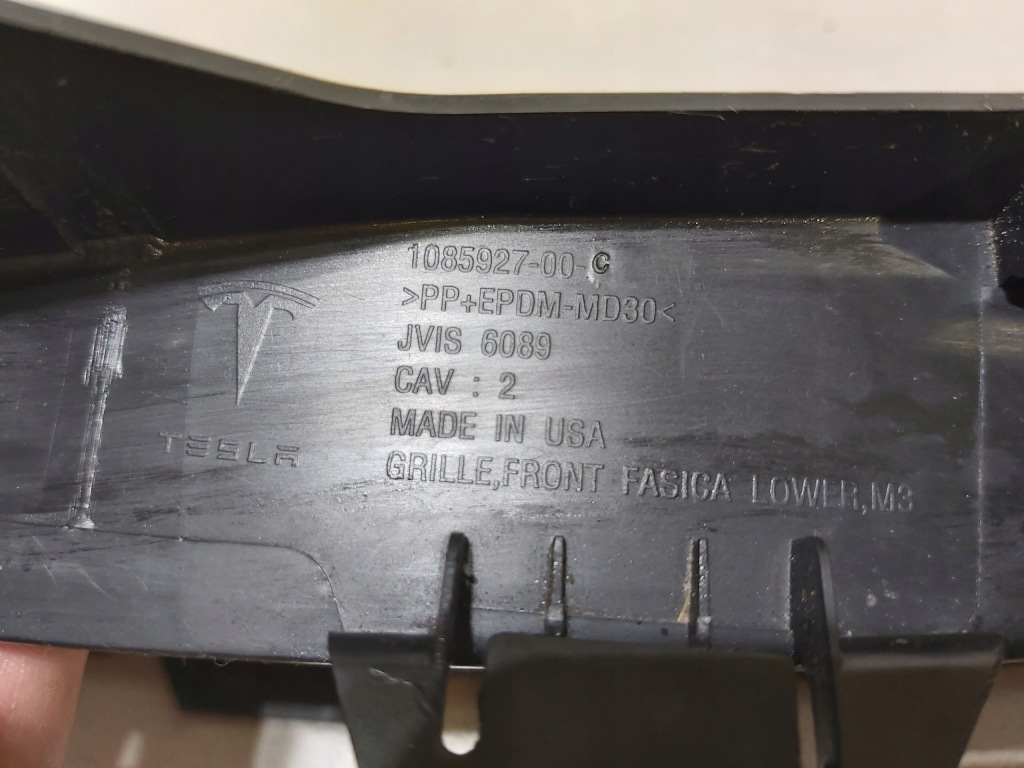 1085927-00-C
>PP+EPDM-MD30<
JVIS 6089
CAV : 2
MADE IN USA
GRILLE,FRONT FASICA LOWER,M3
TESLA